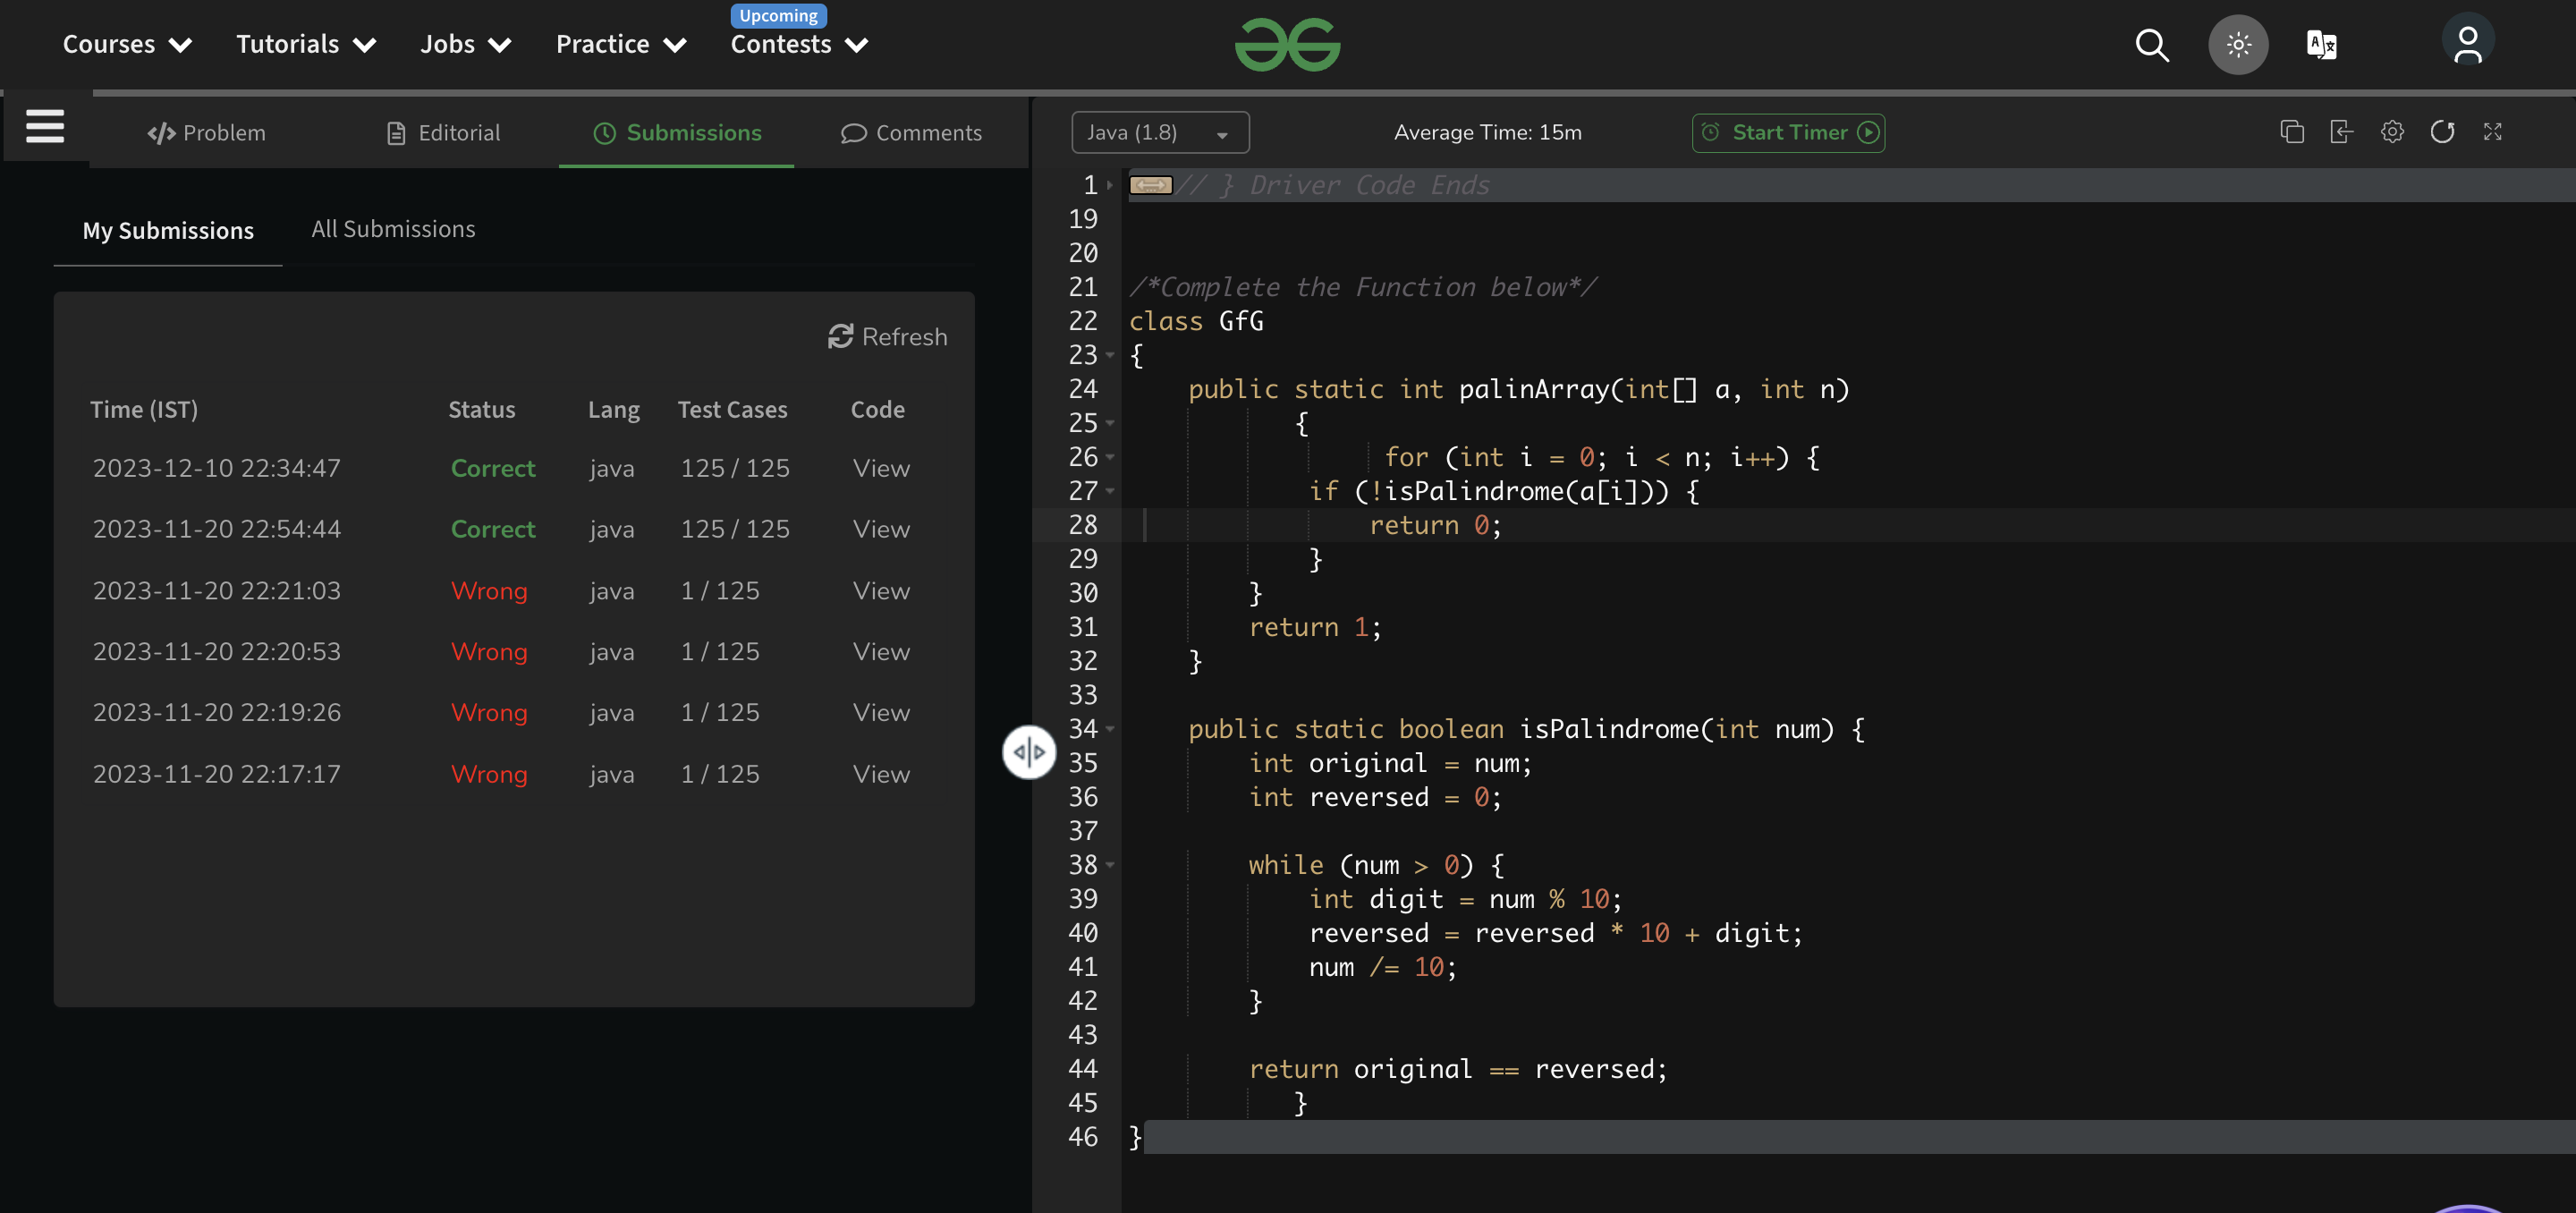 Upcoming
Courses Tutorials Jobs Practice Contests
Problem Editorial Submissions Comments
My Submissions All Submissions
Refresh
Time (IST) Status Lang Test Cases Code
2023-12-10 22:34:47 Correct java 125 / 125 View
2023-11-20 22:54:44 Correct java 125 / 125 View
2023-11-20 22:21:03 Wrong java 1 / 125 View
2023-11-20 22:20:53 Wrong java 1 / 125 View
2023-11-20 22:19:26 Wrong java 1 / 125 View
2023-11-20 22:17:17 Wrong java 1 / 125 View
Java (1.8) Average Time: 15m Start Timer
1 // } Driver Code Ends
19
20
21 /*Complete the Function below*/
22 class GfG
23 {
24 public static int palinArray(int[] a, int n)
25 {
26 for (int i = 0; i < n; i++) {
27 if (!isPalindrome(a[i])) {
28 return 0;
29 }
30 }
31 return 1;
32 }
33
34 public static boolean isPalindrome(int num) {
35 int original = num;
36 int reversed = 0;
37
38 while (num > 0) {
39 int digit = num % 10;
40 reversed = reversed * 10 + digit;
41 num /= 10;
42 }
43
44 return original == reversed;
45 }
46 }